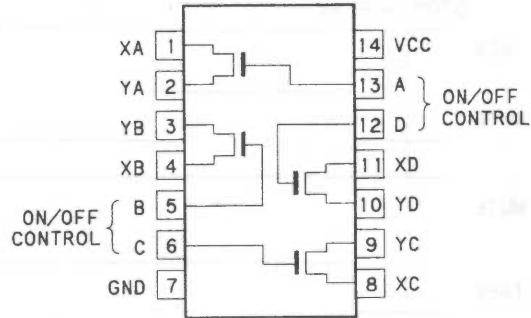 XA 1 14 VCC
YA 2 13 A
YB 3 12 D
ON/OFF
CONTROL
XB 4 11 XD
B 5 10 YD
ON/OFF
CONTROL
C 6 9 YC
GND 7 8 XC